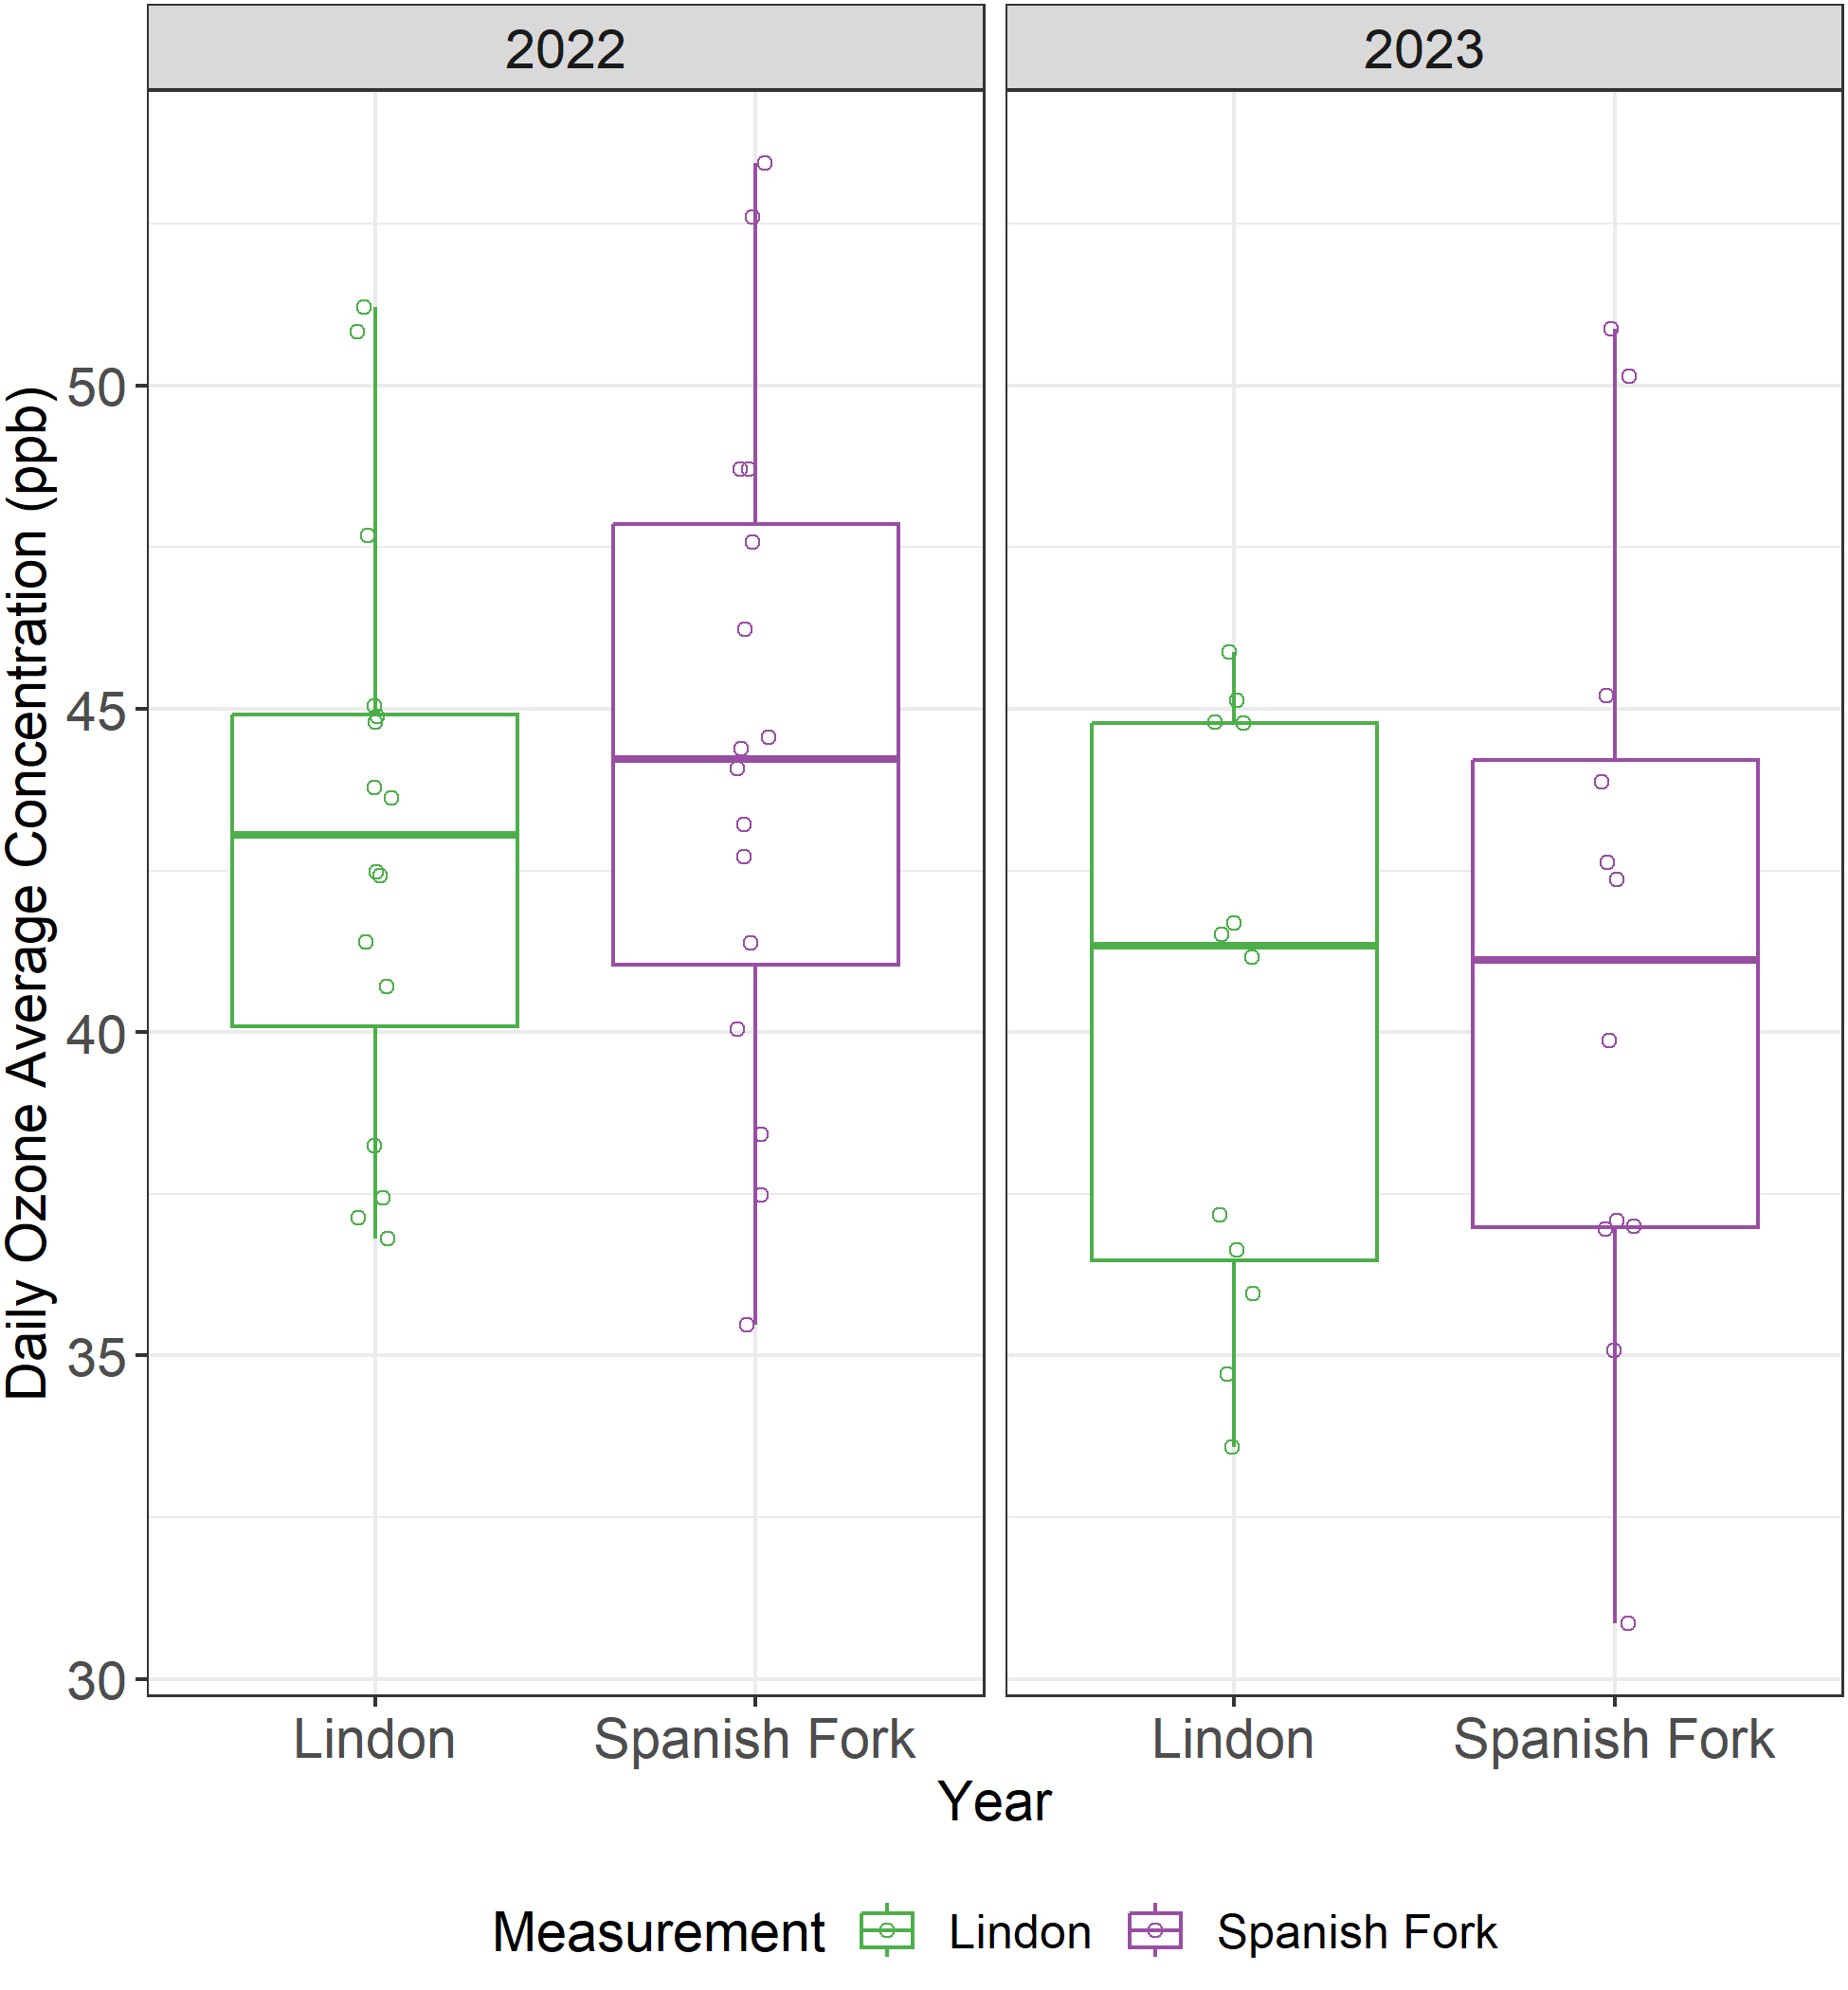 2022
2023
Daily Ozone Average Concentration (ppb)
50
45
40
35
30
Lindon
Spanish Fork
Lindon
Spanish Fork
Year
Measurement
Lindon
Spanish Fork